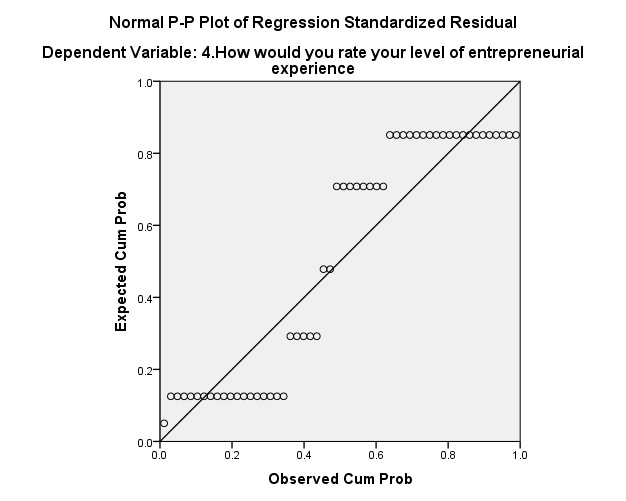 Normal P-P Plot of Regression Standardized Residual
Dependent Variable: 4.How would you rate your level of entrepreneurial
experience
1.0
0.8
0.6
0.4
0.2
0.0
Expected Cum Prob
0.0 0.2 0.4 0.6 0.8 1.0
Observed Cum Prob